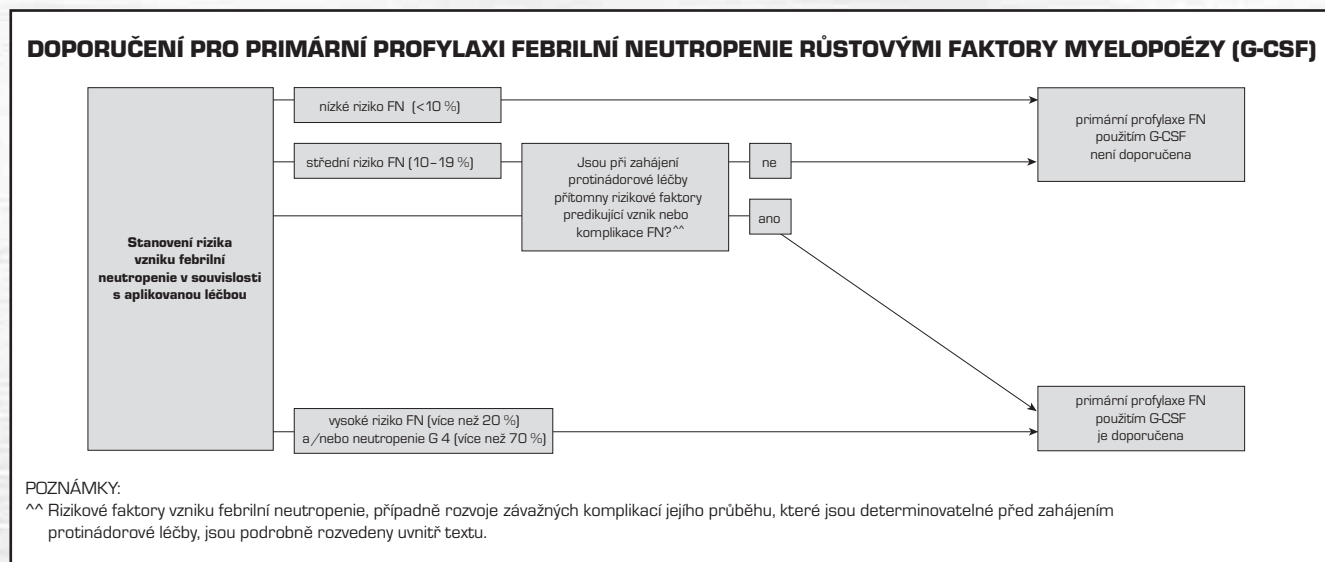 DOPORUČENÍ PRO PRIMÁRNÍ PROFYLAXI FEBRILNÍ NEUTROPENIE RŮSTOVÝMI FAKTORY MYELOPOÉZY (G-CSF)
Stanovení rizika
vzniku febrilní
neutropenie v souvislosti
s aplikovanou léčbou
nízké riziko FN (<10 %)
střední riziko FN (10–19 %)
Jsou při zahájení
protinádorové léčby
přítomny rizikové faktory
predikující vznik nebo
komplikace FN?^^
ne
ano
primární profylaxe FN
použitím G-CSF
není doporučena
vysoké riziko FN (více než 20 %)
a/nebo neutropenie G 4 (více než 70 %)
primární profylaxe FN
použitím G-CSF
je doporučena
POZNÁMKY:
^^ Rizikové faktory vzniku febrilní neutropenie, případně rozvoje závažných komplikací jejího průběhu, které jsou determinovatelné před zahájením
protinádorové léčby, jsou podrobně rozvedeny uvnitř textu.